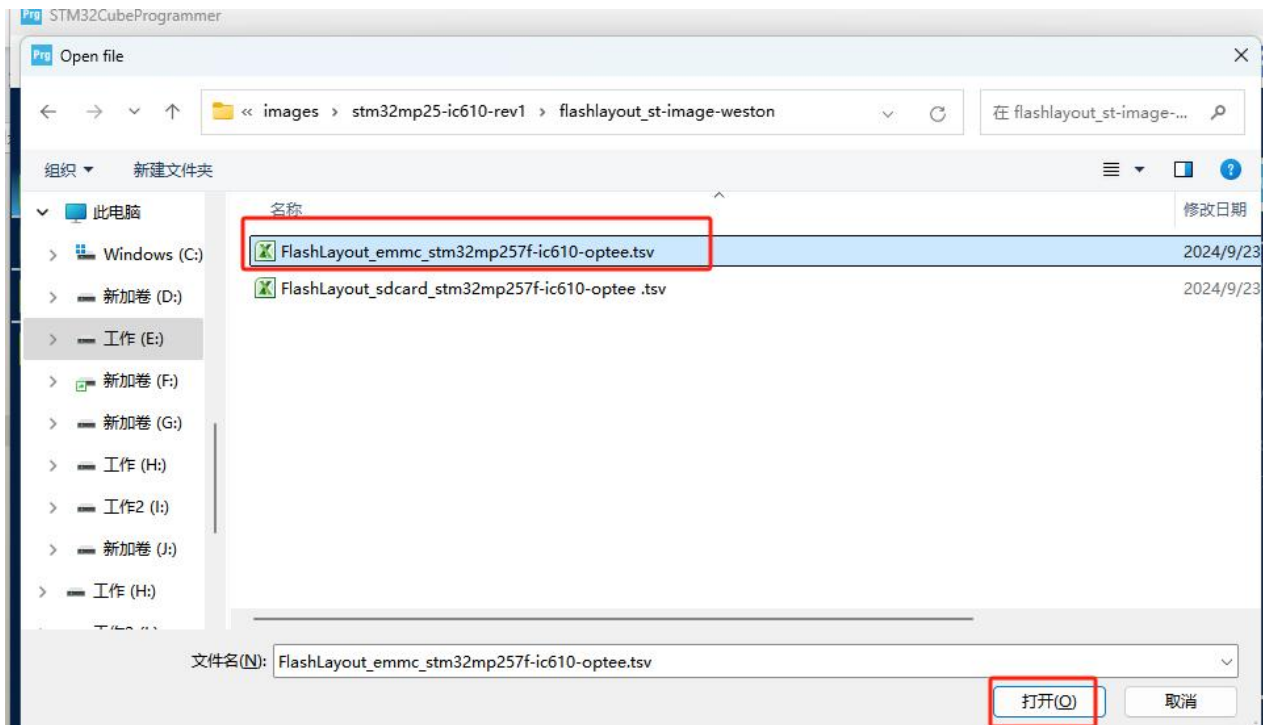 Prg STM32CubeProgrammer
Prg Open file
« images › stm32mp25-ic610-rev1 › flashlayout_st-image-weston
在 flashlayout_st-image-...
组织 新建文件夹
此电脑
名称
修改日期
Windows (C:)
FlashLayout_emmc_stm32mp257f-ic610-optee.tsv
2024/9/23
新加卷 (D:)
FlashLayout_sdcard_stm32mp257f-ic610-optee .tsv
2024/9/23
工作 (E:)
新加卷 (F:)
新加卷 (G:)
工作 (H:)
工作2 (I:)
新加卷 (J:)
工作 (H:)
文件名(N): FlashLayout_emmc_stm32mp257f-ic610-optee.tsv
打开(O) 取消